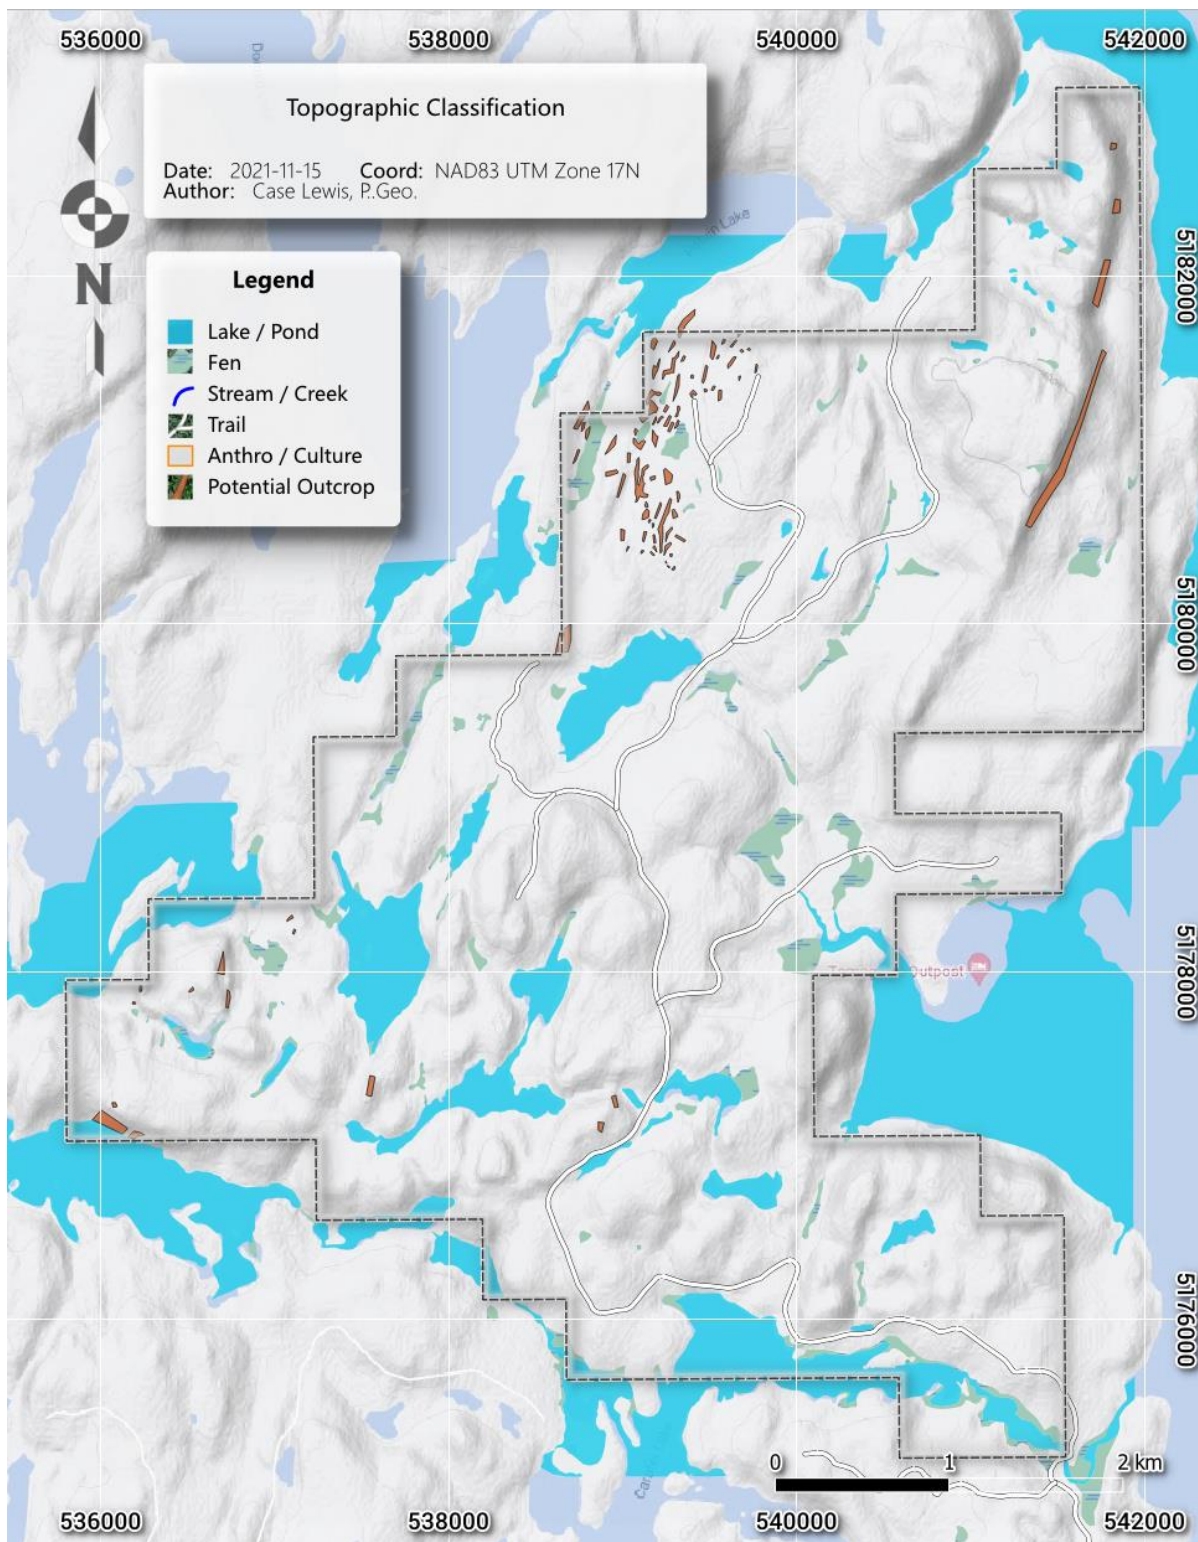 536000 538000 540000 542000
Topographic Classification
Date: 2021-11-15 Coord: NAD83 UTM Zone 17N
Author: Case Lewis, P..Geo.
N
Legend
Lake / Pond
Fen
Stream / Creek
Trail
Anthro / Culture
Potential Outcrop
Lake
5182000
5180000
5178000
Outpost
5176000
0 1 2 km
536000 538000 540000 542000